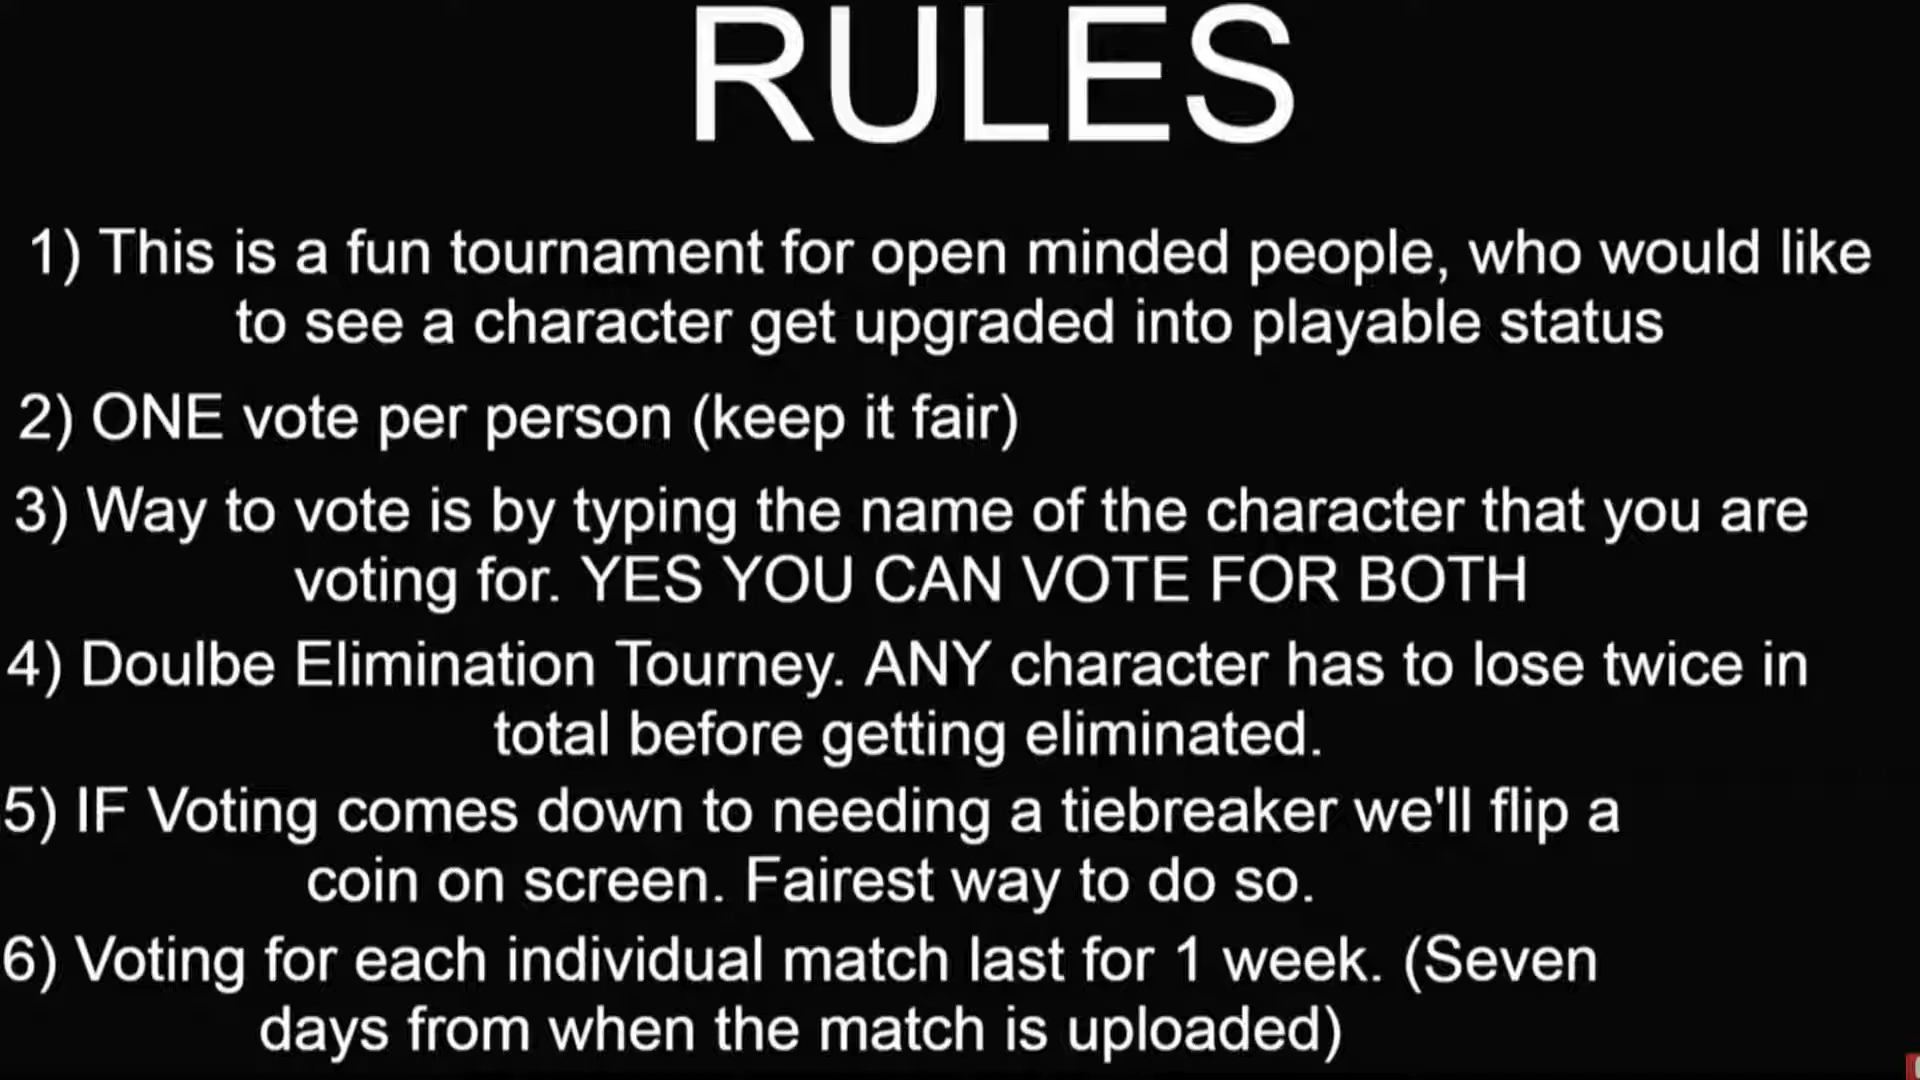 RULES
1) This is a fun tournament for open minded people, who would like
to see a character get upgraded into playable status
2) ONE vote per person (keep it fair)
3) Way to vote is by typing the name of the character that you are
voting for. YES YOU CAN VOTE FOR BOTH
4) Doulbe Elimination Tourney. ANY character has to lose twice in
total before getting eliminated.
5) IF Voting comes down to needing a tiebreaker we'll flip a
coin on screen. Fairest way to do so.
6) Voting for each individual match last for 1 week. (Seven
days from when the match is uploaded)